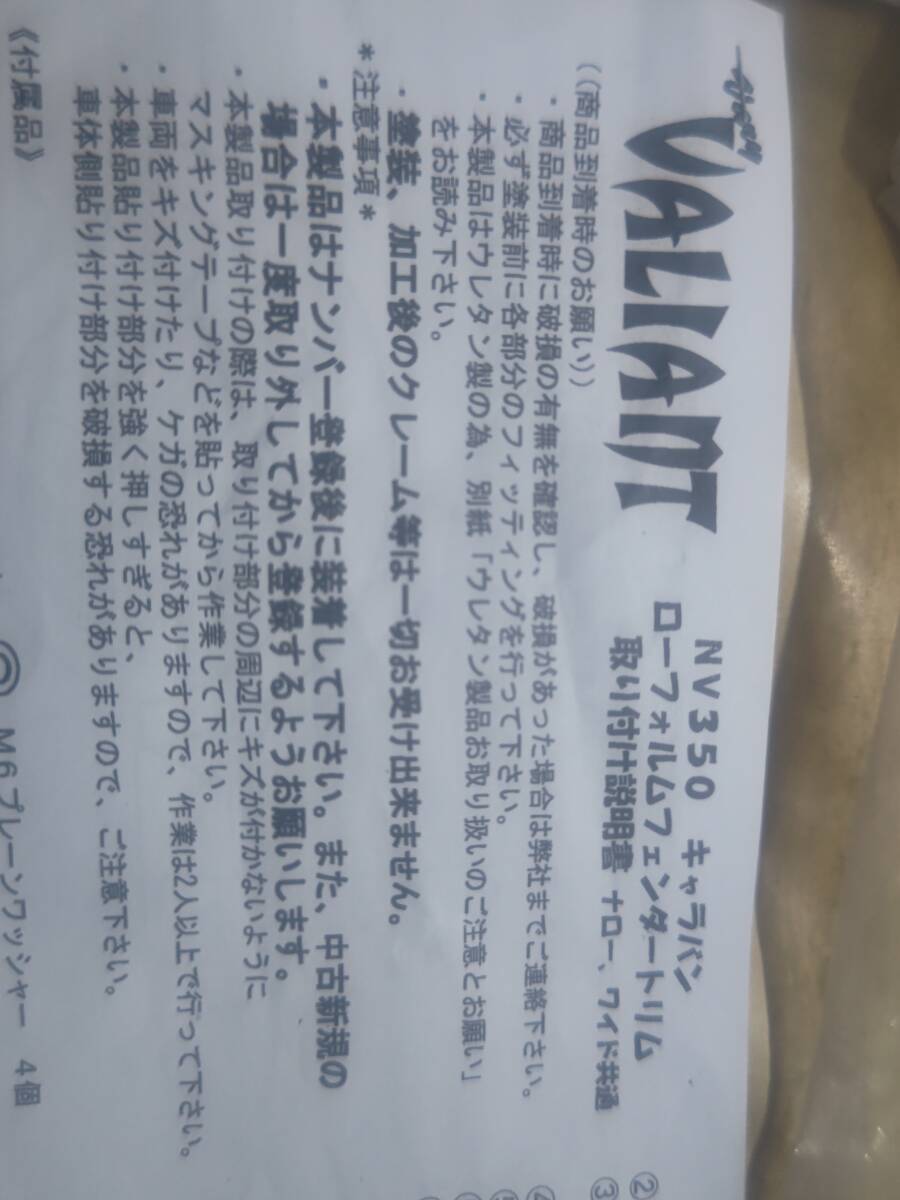 VALIANT
NV350 キャラバン
ローフォルムフェンダートリム
取り付け説明書 ナロー、ワイド共通
((商品到着時のお願い))
・商品到着時に破損の有無を確認し、破損があった場合は弊社までご連絡下さい。
・必ず塗装前に各部分のフィッティングを行って下さい。
・本製品はウレタン製の為、別紙「ウレタン製品お取り扱いのご注意とお願い」
をお読み下さい。
・塗装、加工後のクレーム等は一切お受け出来ません。
*注意事項*
・本製品はナンバー登録後に装着して下さい。また、中古新規の
場合は一度取り外してから登録するようお願いします。
・本製品取り付けの際は、取り付け部分の周辺にキズが付かないように
マスキングテープなどを貼ってから作業して下さい。
・車両をキズ付けたり、ケガの恐れがありますので、作業は2人以上で行って下さい。
・本製品貼り付け部分を強く押しすぎると、
車体側貼り付け部分を破損する恐れがありますので、ご注意下さい。
《付属品》
M6プレーンワッシャー 4個
②
③
④